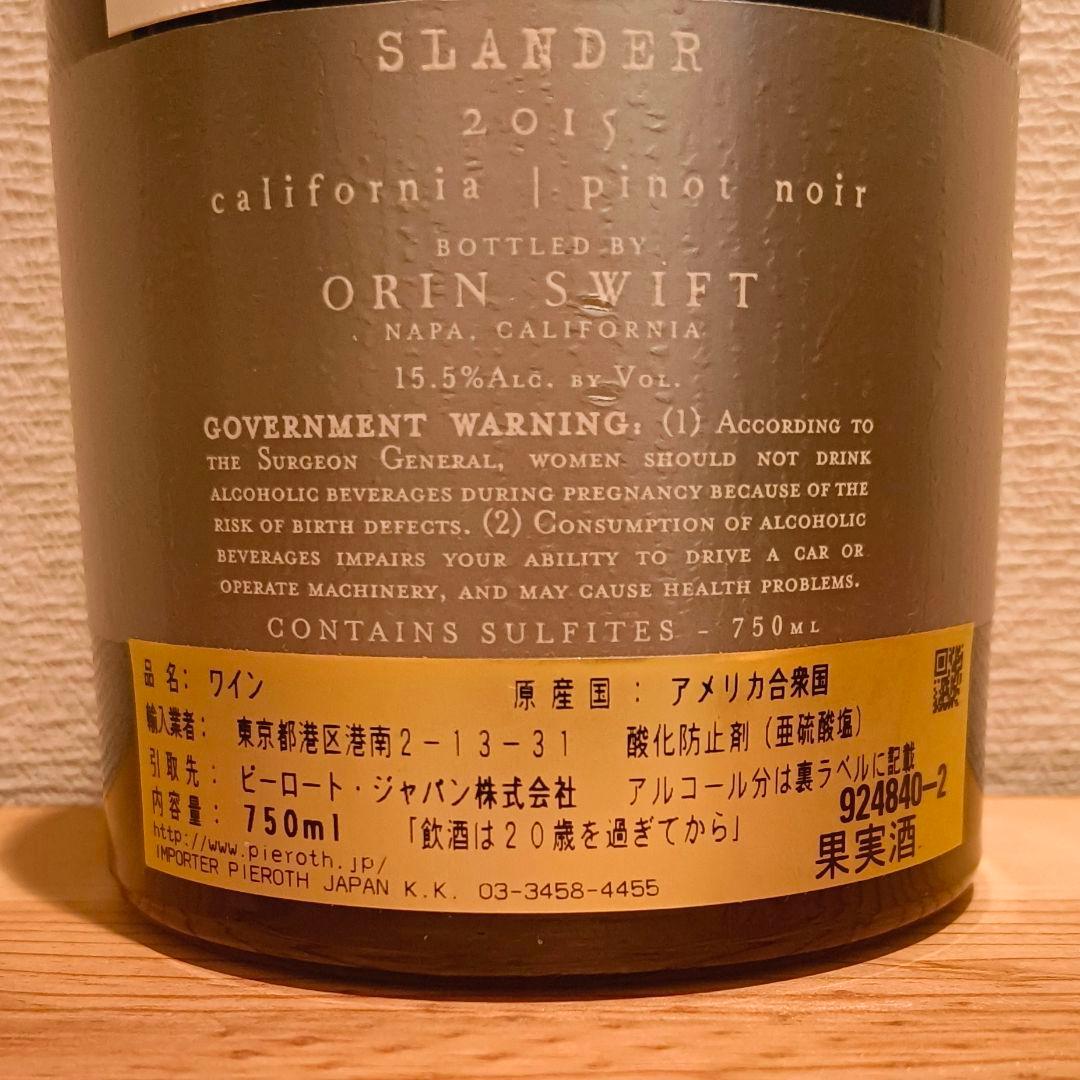 SLANDER
2015
california | pinot noir
BOTTLED BY
ORIN SWIFT
NAPA, CALIFORNIA
15.5%ALC. BY VOL.
GOVERNMENT WARNING: (1) ACCORDING TO
THE SURGEON GENERAL, WOMEN SHOULD NOT DRINK
ALCOHOLIC BEVERAGES DURING PREGNANCY BECAUSE OF THE
RISK OF BIRTH DEFECTS. (2) CONSUMPTION OF ALCOHOLIC
BEVERAGES IMPAIRS YOUR ABILITY TO DRIVE A CAR OR
OPERATE MACHINERY, AND MAY CAUSE HEALTH PROBLEMS.
CONTAINS SULFITES - 750ML
品名: ワイン 原産国: アメリカ合衆国
輸入業者: 東京都港区港南2-13-31 酸化防止剤(亜硫酸塩)
引取先: ピーロート・ジャパン株式会社 アルコール分は裏ラベルに記載
内容量: 750ml 「飲酒は20歳を過ぎてから」 924840-2
http://www.pieroth.jp/ 果実酒
IMPORTER PIEROTH JAPAN K.K. 03-3458-4455